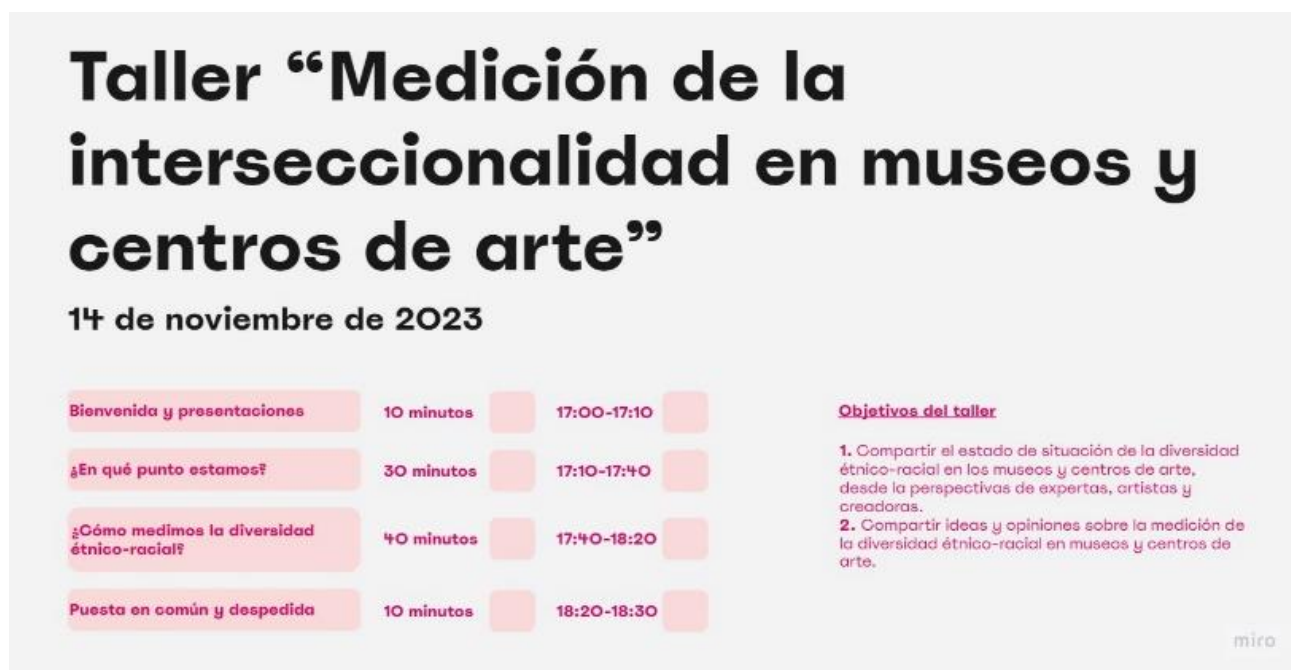 Taller “Medición de la
interseccionalidad en museos y
centros de arte”
14 de noviembre de 2023
Bienvenida y presentaciones 10 minutos 17:00-17:10
¿En qué punto estamos? 30 minutos 17:10-17:40
¿Cómo medimos la diversidad
étnico-racial? 40 minutos 17:40-18:20
Puesta en común y despedida 10 minutos 18:20-18:30
Objetivos del taller
1. Compartir el estado de situación de la diversidad
étnico-racial en los museos y centros de arte,
desde la perspectivas de expertas, artistas y
creadoras.
2. Compartir ideas y opiniones sobre la medición de
la diversidad étnico-racial en museos y centros de
arte.
miro